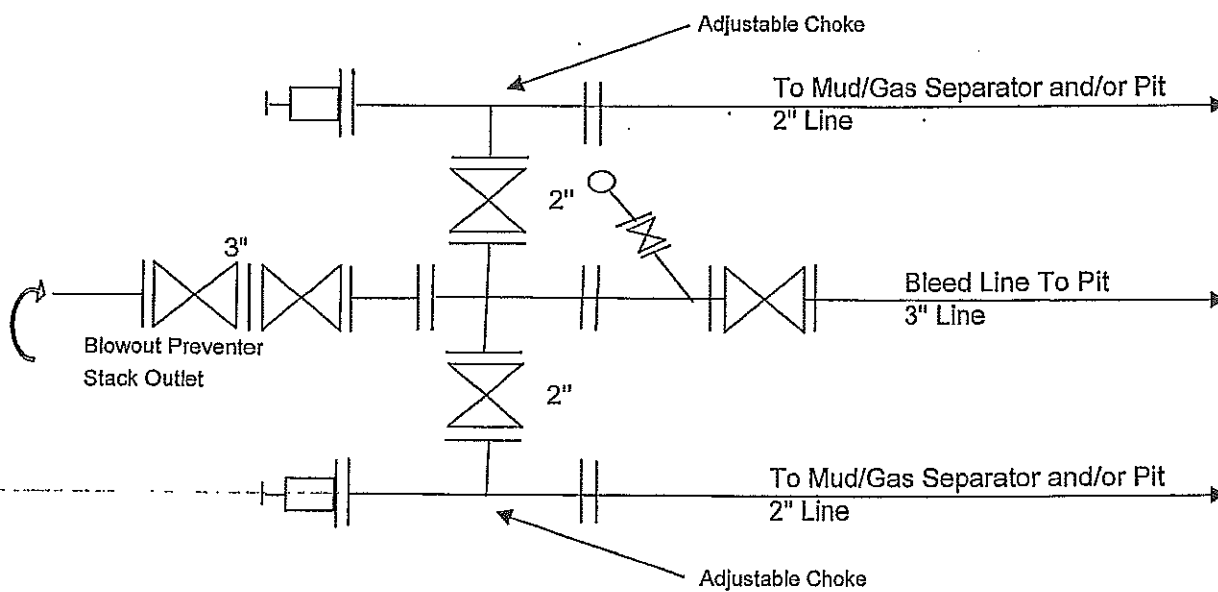 Adjustable Choke
To Mud/Gas Separator and/or Pit
2" Line
2"
3"
Bleed Line To Pit
3" Line
Blowout Preventer
Stack Outlet
2"
To Mud/Gas Separator and/or Pit
2" Line
Adjustable Choke